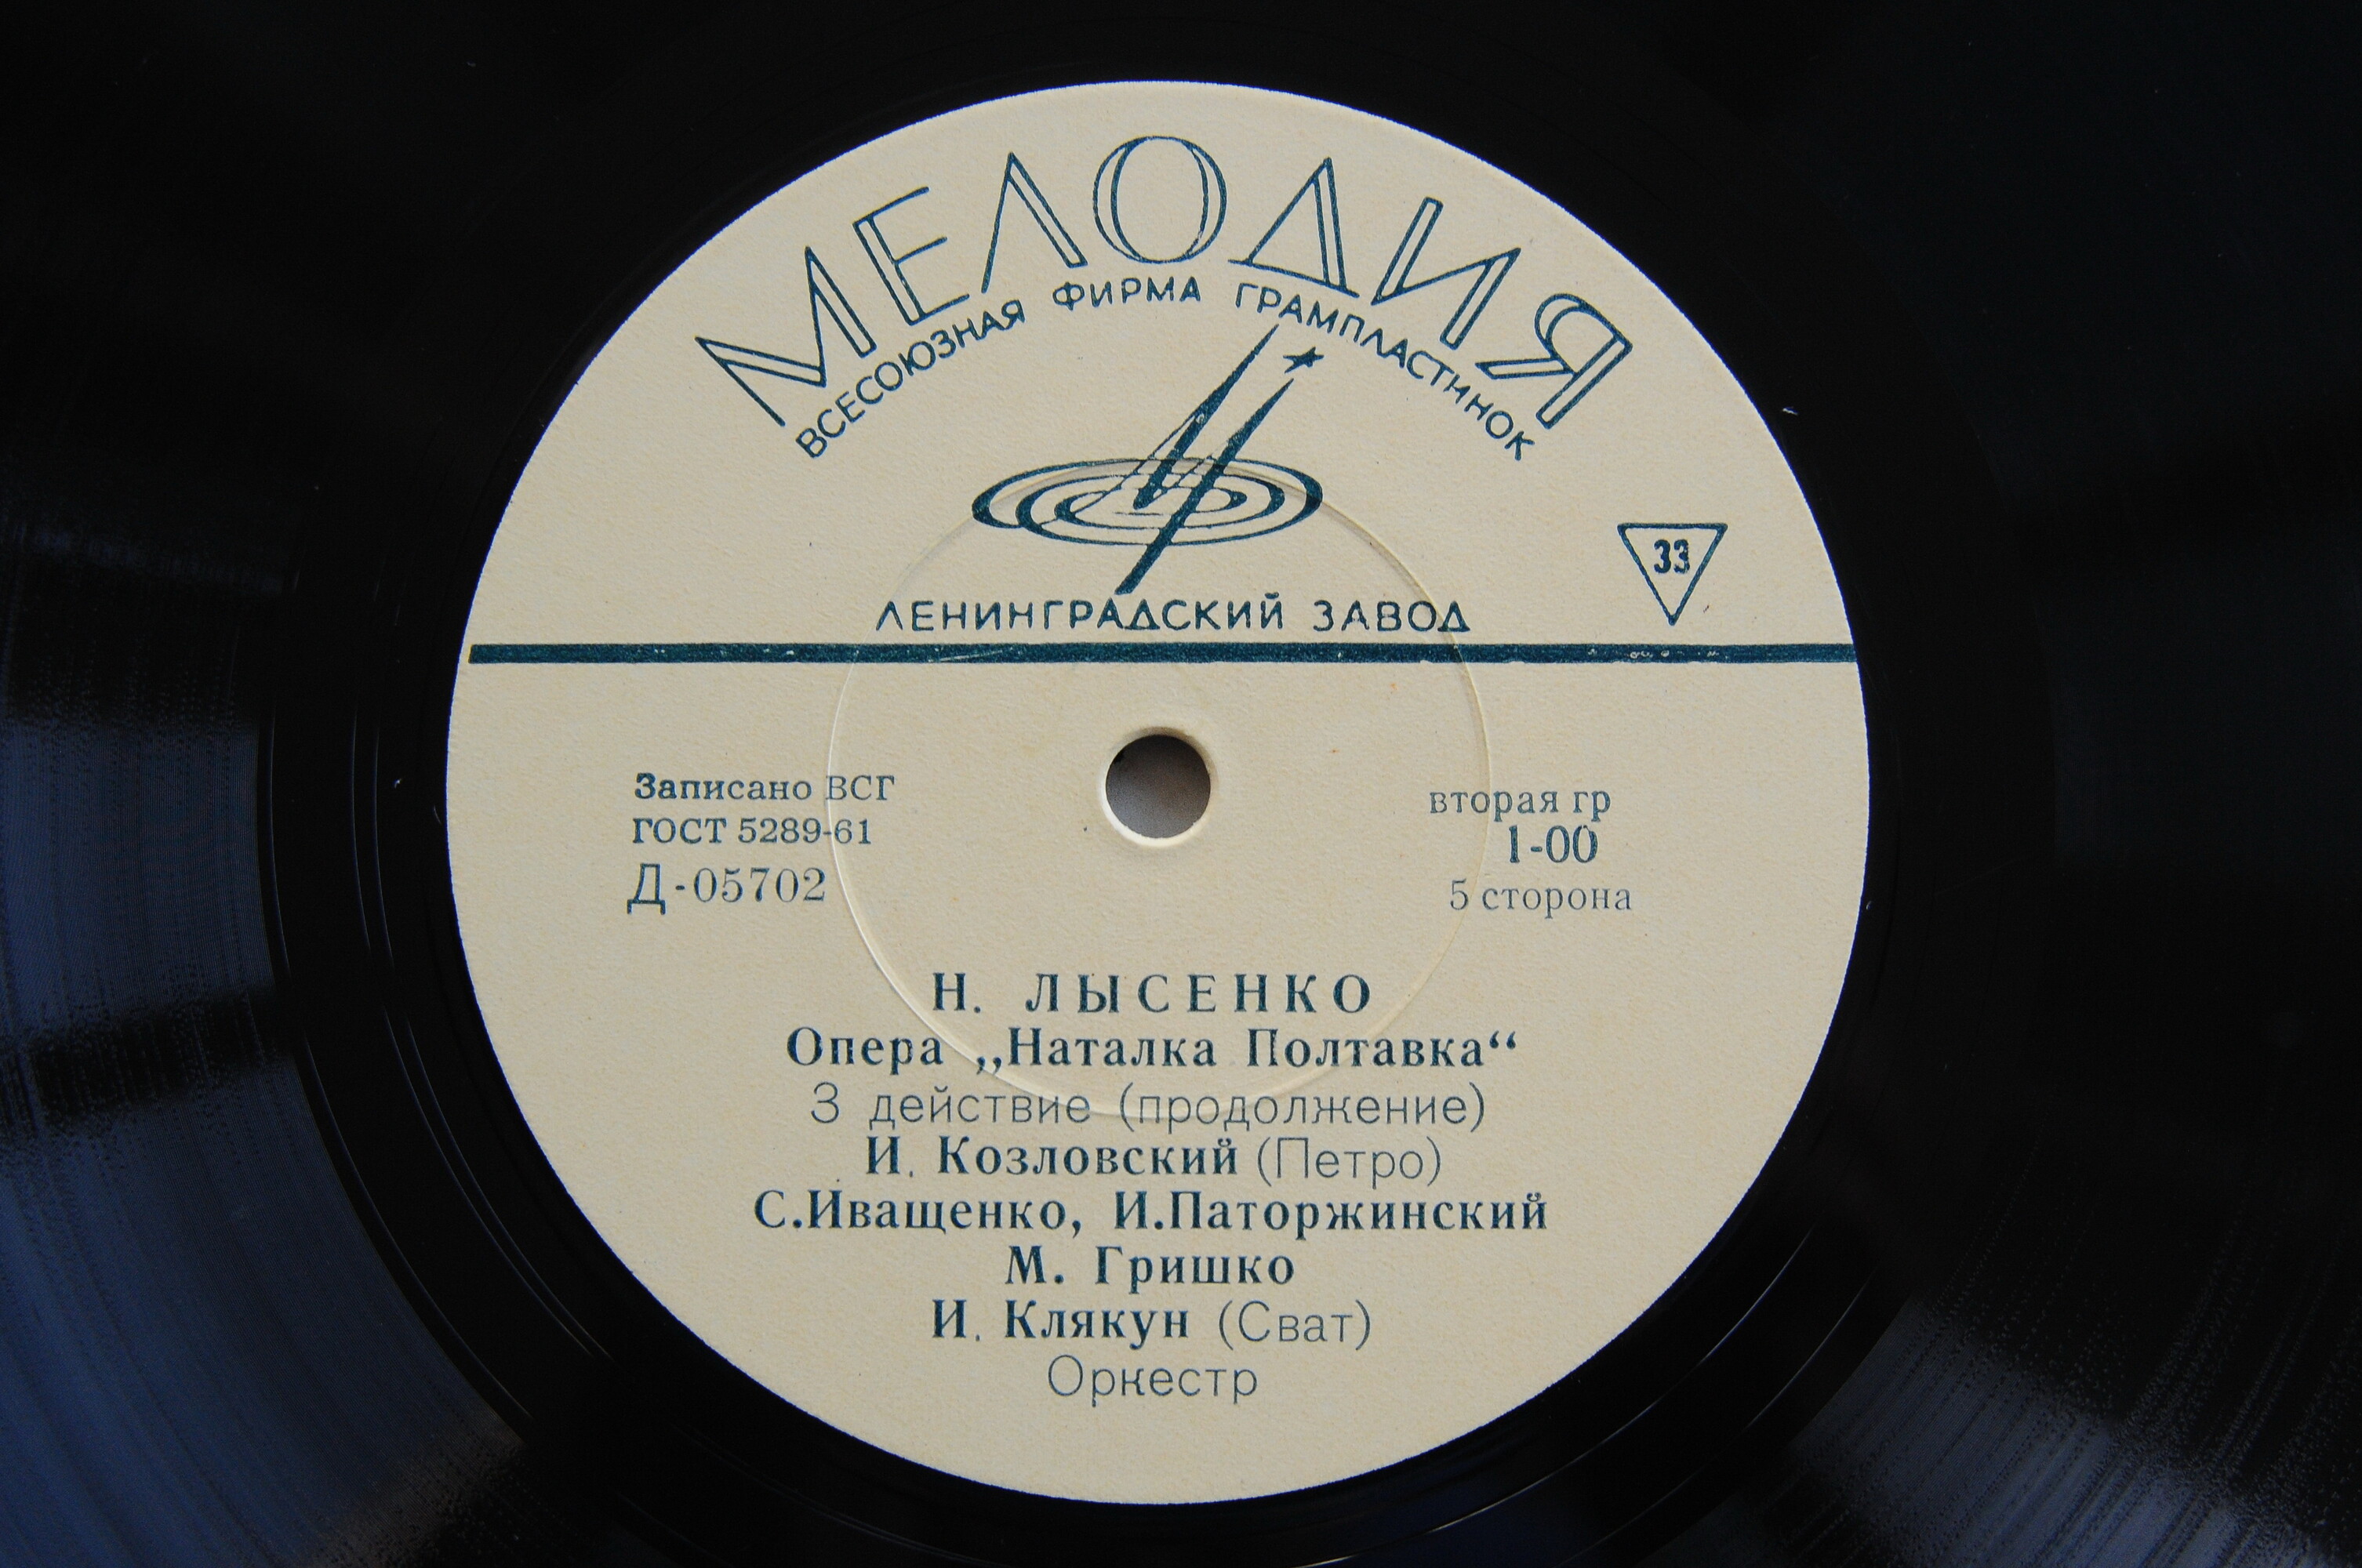 МЕЛОДИЯ
ВСЕСОЮЗНАЯ ФИРМА ГРАМПЛАСТИНОК
33
ЛЕНИНГРАДСКИЙ ЗАВОД
Записано ВСГ
ГОСТ 5289-61
Д-05702
вторая гр
1-00
5 сторона
Н. ЛЫСЕНКО
Опера „Наталка Полтавка“
3 действие (продолжение)
И. Козловский (Петро)
С.Иващенко, И.Паторжинский
М. Гришко
И. Клякун (Сват)
Оркестр